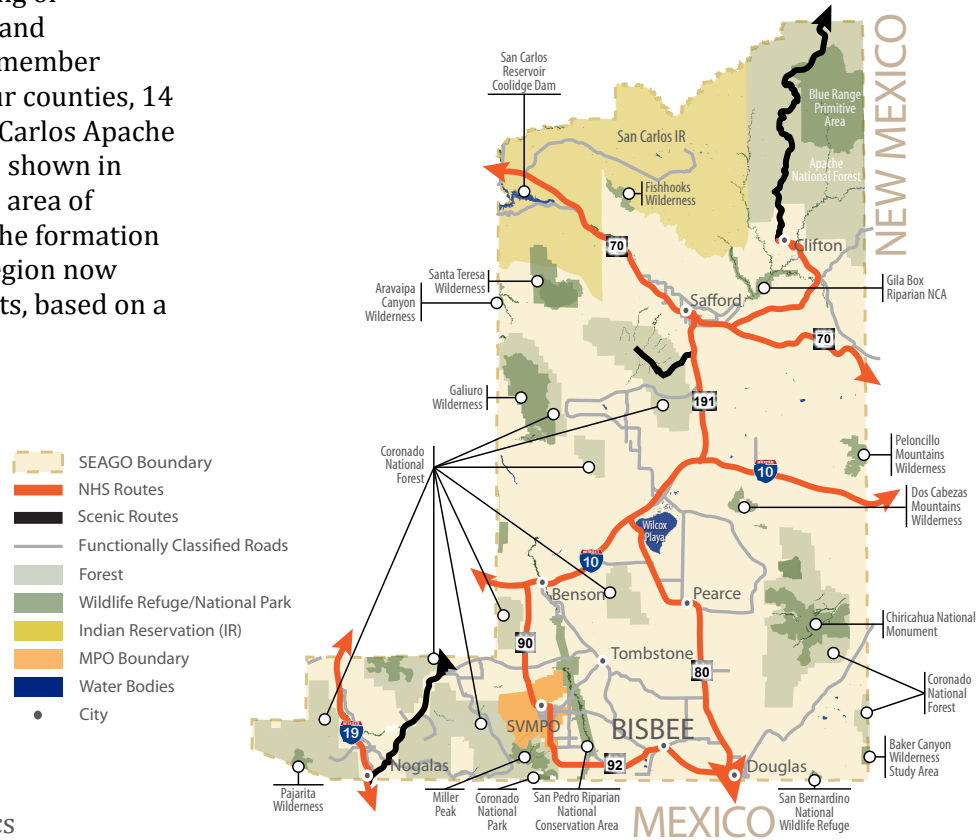 and
member
ur counties, 14
Carlos Apache
shown in
area of
he formation
egion now
ts, based on a
SEAGO Boundary
NHS Routes
Scenic Routes
Functionally Classified Roads
Forest
Wildlife Refuge/National Park
Indian Reservation (IR)
MPO Boundary
Water Bodies
City
cs
San Carlos
Reservoir
Coolidge Dam
San Carlos IR
Fishhooks
Wilderness
Blue Range
Primitive
Area
Apache
National Forest
NEW MEXICO
Clifton
70
Santa Teresa
Wilderness
Aravaipa
Canyon
Wilderness
Gila Box
Riparian NCA
Safford
70
191
Galiuro
Wilderness
Coronado
National
Forest
Peloncillo
Mountains
Wilderness
10
Dos Cabezas
Mountains
Wilderness
Wilcox
Playa
10
Benson
Pearce
90
Tombstone
80
Chiricahua National
Monument
Coronado
National
Forest
SVMPO
BISBEE
19
Nogalas
92
Douglas
Baker Canyon
Wilderness
Study Area
Pajarita
Wilderness
Miller
Peak
Coronado
National
Park
San Pedro Riparian
National
Conservation Area
MEXICO
San Bernardino
National
Wildlife Refuge